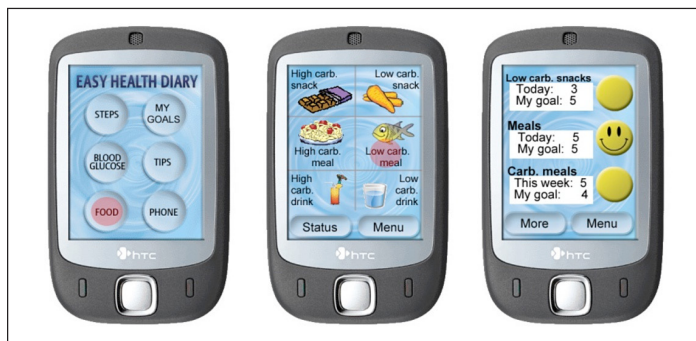 EASY HEALTH DIARY
STEPS
MY
GOALS
BLOOD
GLUCOSE
TIPS
FOOD
PHONE
htc
High carb.
snack
Low carb.
snack
High carb.
meal
Low carb.
meal
High
carb.
drink
Low
carb.
drink
Status
Menu
htc
Low carb. snacks
Today: 3
My goal: 5
Meals
Today: 5
My goal: 5
Carb. meals
This week: 5
My goal: 4
More
Menu
htc